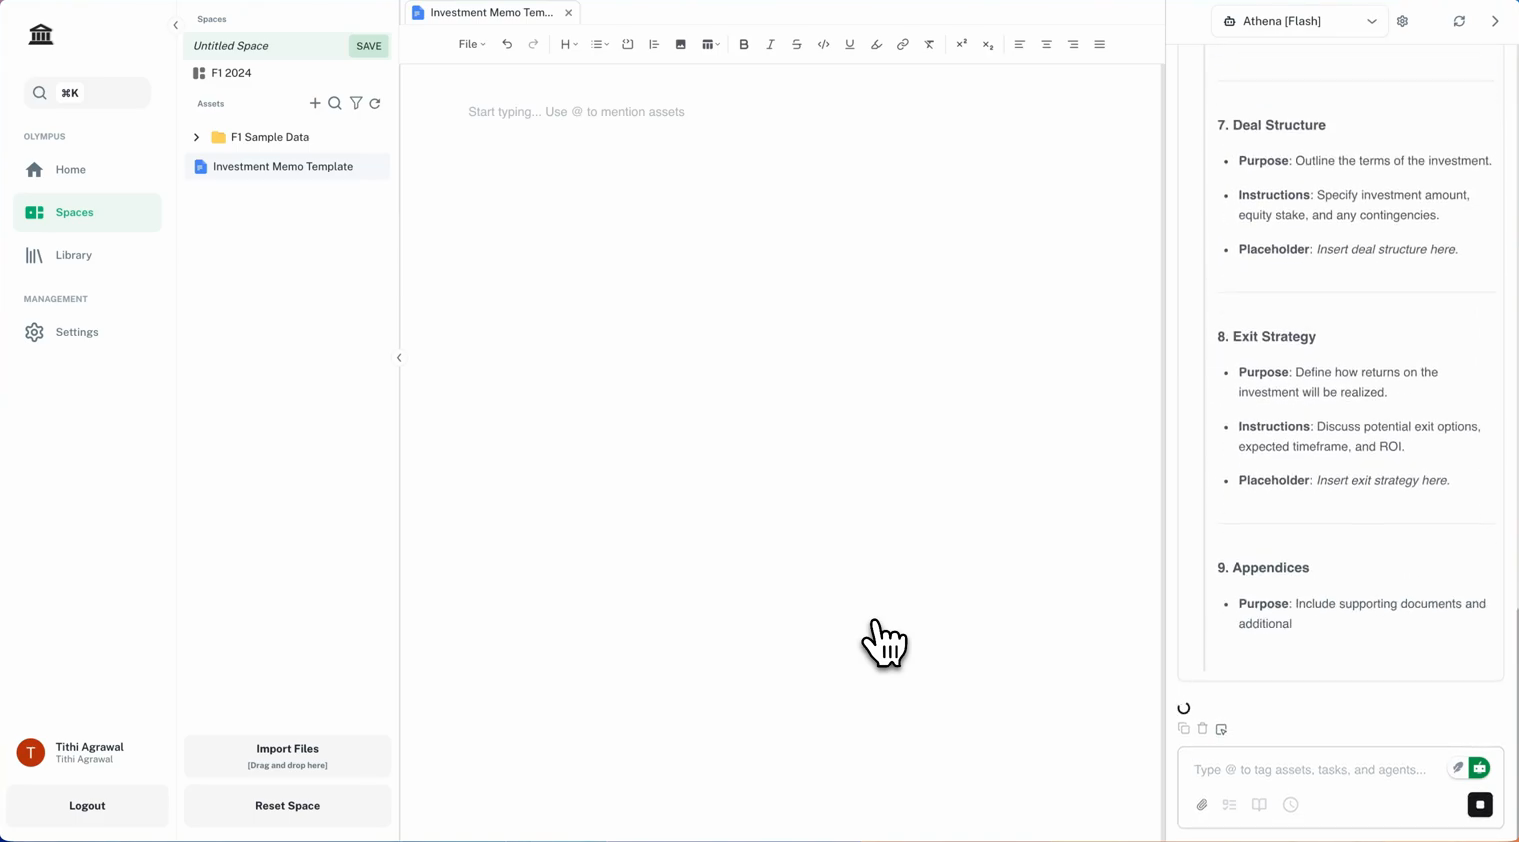 ⌘K
OLYMPUS
Home
Spaces
Library
MANAGEMENT
Settings
T
Tithi Agrawal
Tithi Agrawal
Logout
Spaces
Untitled Space
SAVE
F1 2024
Assets
F1 Sample Data
Investment Memo Template
Import Files
[Drag and drop here]
Reset Space
Investment Memo Tem...
File
H
B
I
S
U
x²
x₂
Start typing... Use @ to mention assets
Athena [Flash]
7. Deal Structure
• Purpose: Outline the terms of the investment.
• Instructions: Specify investment amount,
equity stake, and any contingencies.
• Placeholder: Insert deal structure here.
8. Exit Strategy
• Purpose: Define how returns on the
investment will be realized.
• Instructions: Discuss potential exit options,
expected timeframe, and ROI.
• Placeholder: Insert exit strategy here.
9. Appendices
• Purpose: Include supporting documents and
additional
Type @ to tag assets, tasks, and agents...